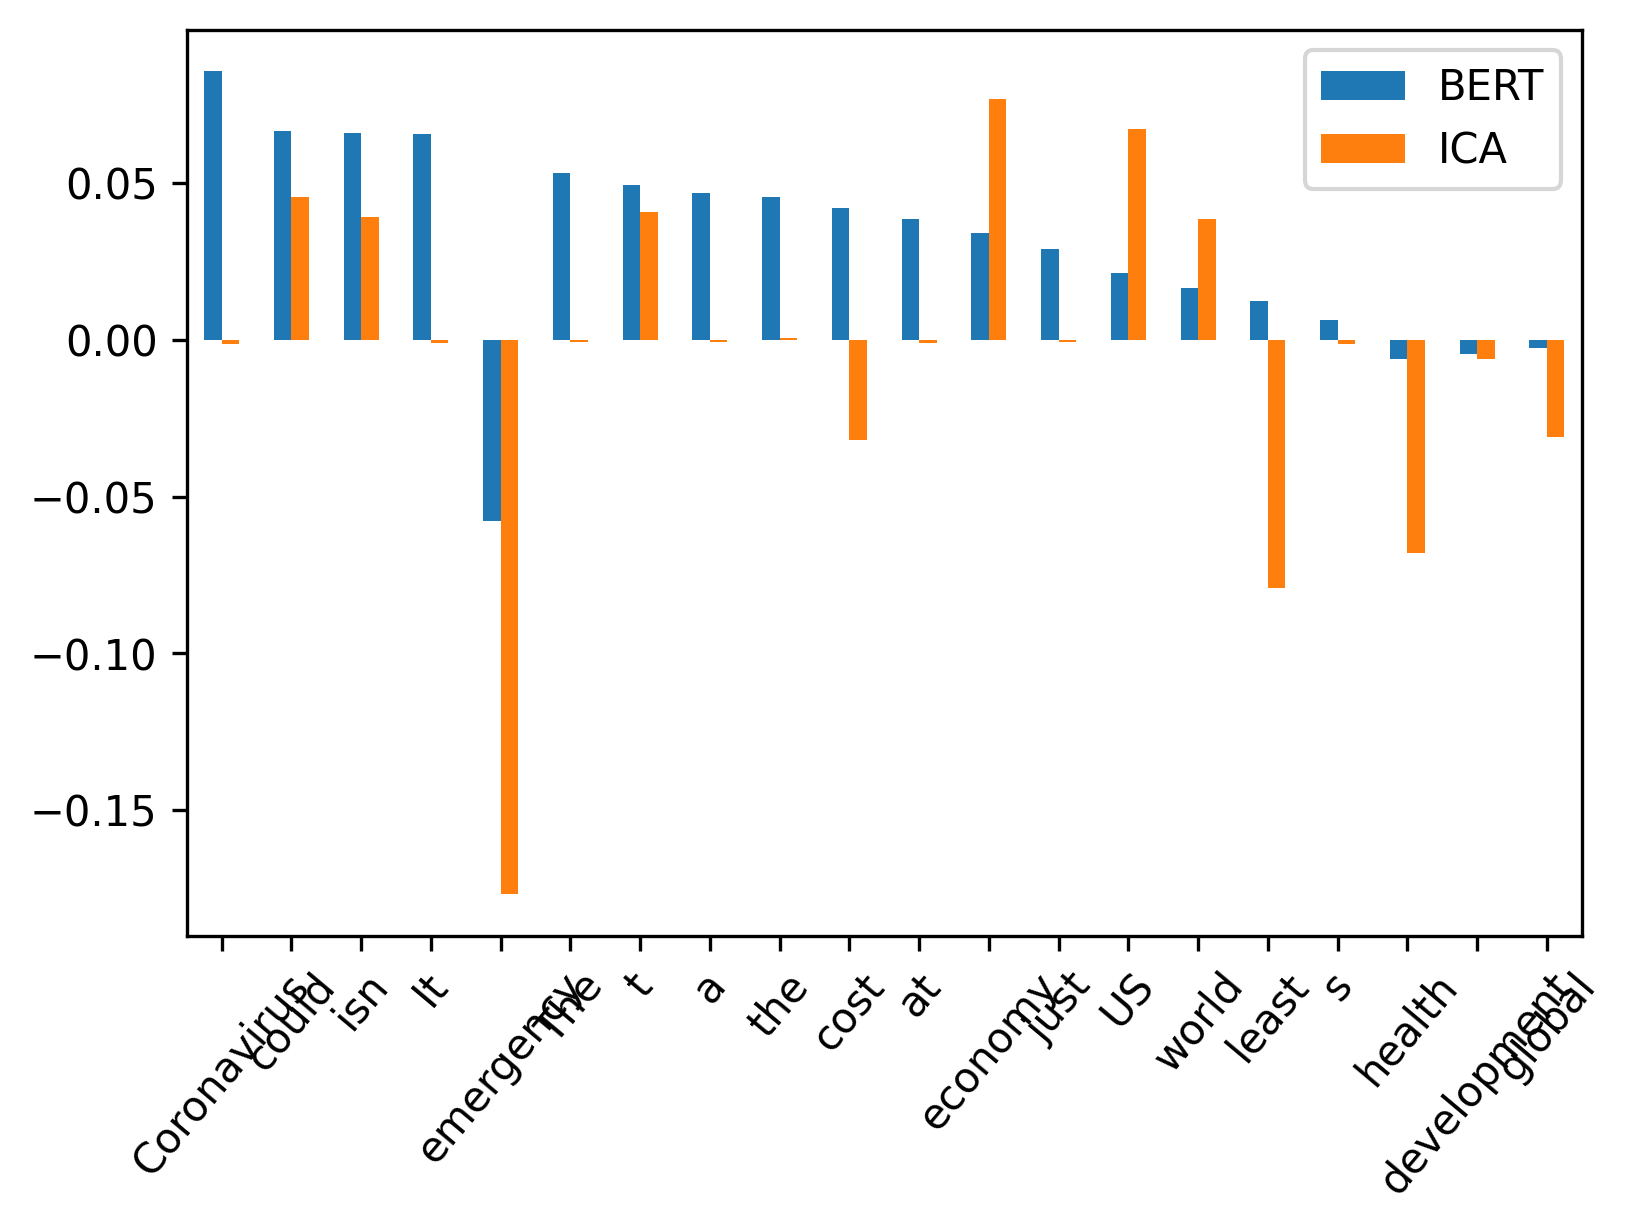 BERT
ICA
0.05
0.00
−0.05
−0.10
−0.15
Coronavirus
could
isn
It
emergency
The
t
a
the
cost
at
economy
just
US
world
least
s
health
development
global